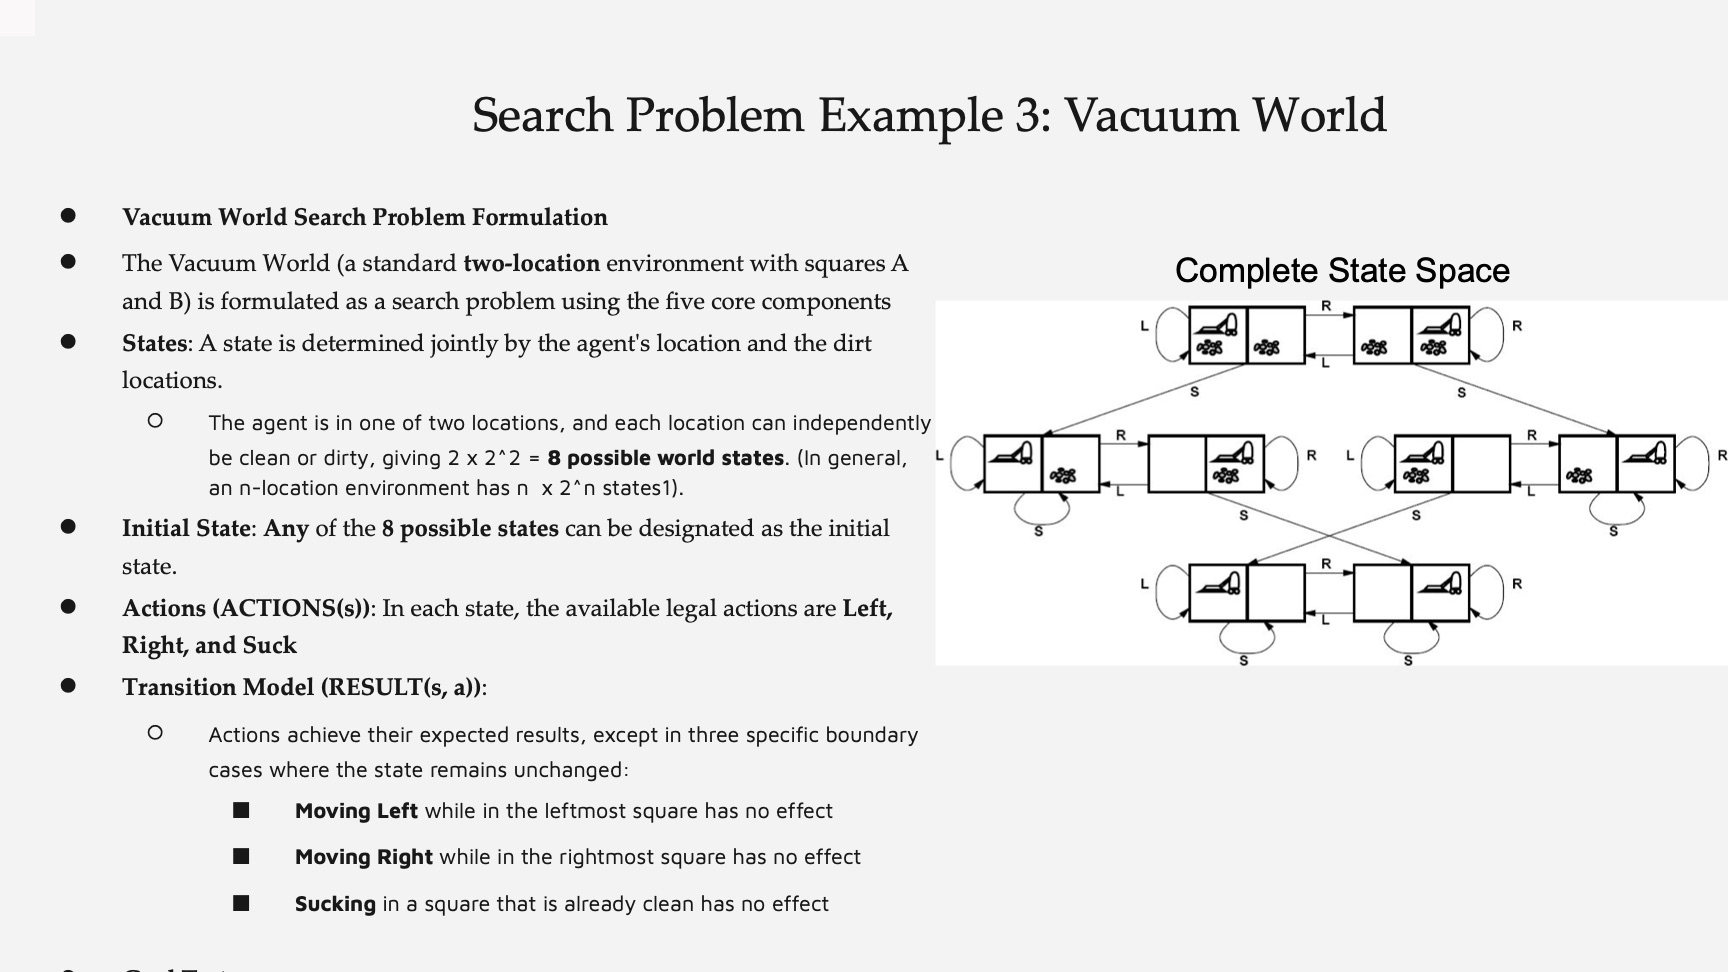 Search Problem Example 3: Vacuum World
● Vacuum World Search Problem Formulation
● The Vacuum World (a standard two-location environment with squares A
and B) is formulated as a search problem using the five core components
● States: A state is determined jointly by the agent's location and the dirt
locations.
○ The agent is in one of two locations, and each location can independently
be clean or dirty, giving 2 x 2^2 = 8 possible world states. (In general,
an n-location environment has n x 2^n states1).
● Initial State: Any of the 8 possible states can be designated as the initial
state.
● Actions (ACTIONS(s)): In each state, the available legal actions are Left,
Right, and Suck
● Transition Model (RESULT(s, a)):
○ Actions achieve their expected results, except in three specific boundary
cases where the state remains unchanged:
■ Moving Left while in the leftmost square has no effect
■ Moving Right while in the rightmost square has no effect
■ Sucking in a square that is already clean has no effect
Complete State Space
R
L R
L
S S
R R
L R L R
L L
S S S S
R
L R
L
S S